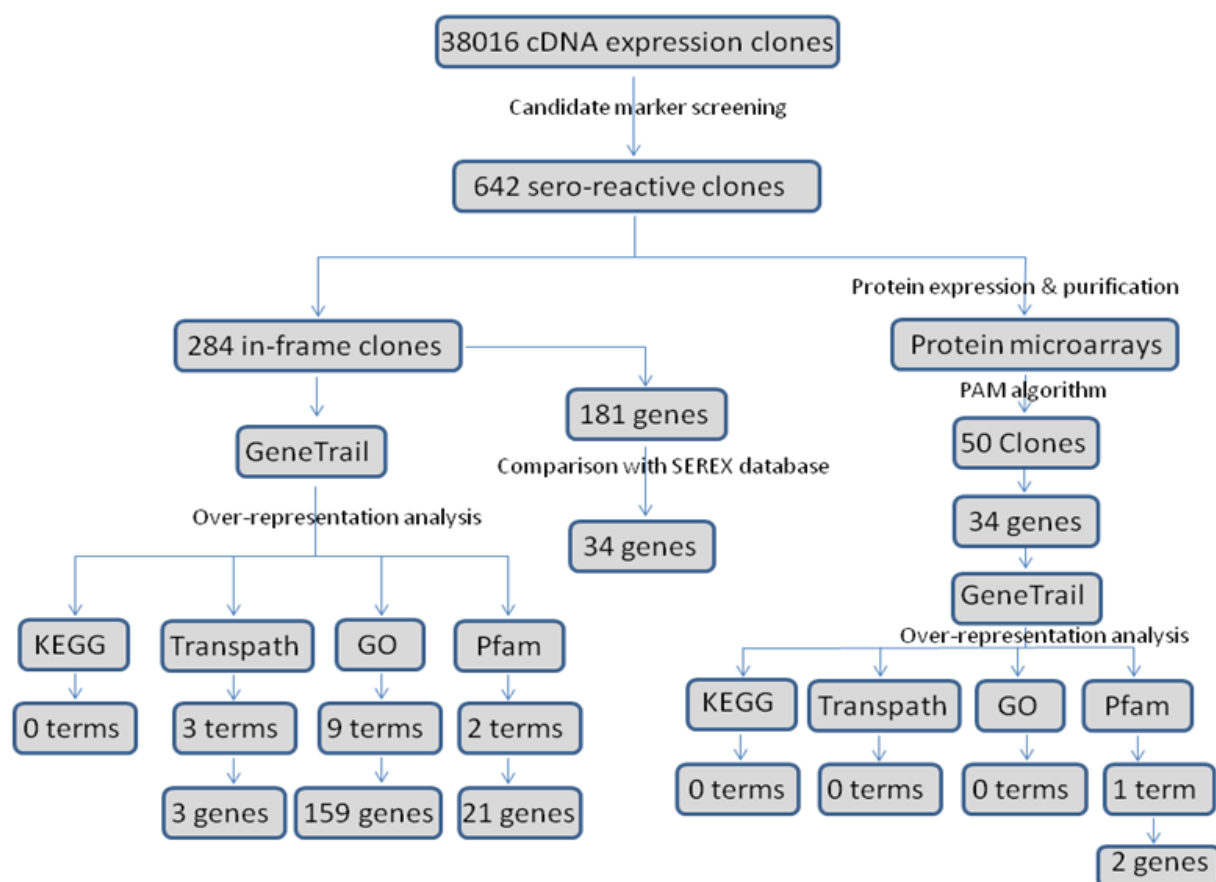 38016 cDNA expression clones
Candidate marker screening
642 sero-reactive clones
Protein expression & purification
284 in-frame clones
Protein microarrays
PAM algorithm
181 genes
50 Clones
GeneTrail
Comparison with SEREX database
34 genes
34 genes
Over-representation analysis
GeneTrail
Over-representation analysis
KEGG
Transpath
GO
Pfam
0 terms
3 terms
9 terms
2 terms
3 genes
159 genes
21 genes
KEGG
Transpath
GO
Pfam
0 terms
0 terms
0 terms
1 term
2 genes